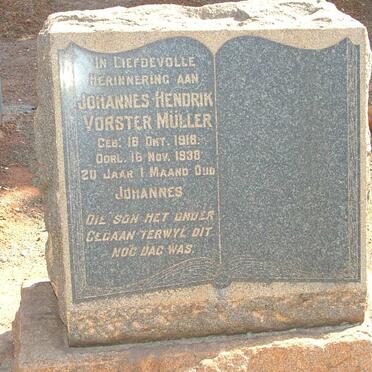 IN LIEFDEVOLLE
HERINNERING AAN
JOHANNES HENDRIK
VORSTER MÜLLER
GEB: 16 OKT. 1918.
OORL. 16 NOV. 1938
20 JAAR 1 MAAND OUD
JOHANNES
DIE SON HET ONDER
GEGAAN TERWYL DIT
NOG DAG WAS.